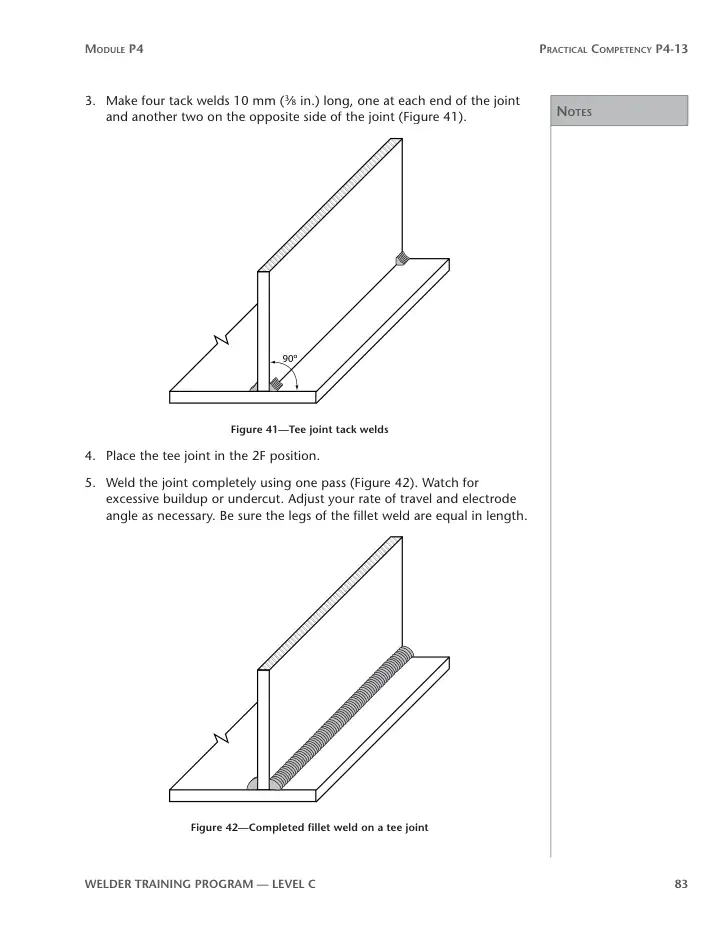 MODULE P4
PRACTICAL COMPETENCY P4-13
3. Make four tack welds 10 mm (⅜ in.) long, one at each end of the joint
and another two on the opposite side of the joint (Figure 41).
NOTES
90º
Figure 41—Tee joint tack welds
4. Place the tee joint in the 2F position.
5. Weld the joint completely using one pass (Figure 42). Watch for
excessive buildup or undercut. Adjust your rate of travel and electrode
angle as necessary. Be sure the legs of the fillet weld are equal in length.
Figure 42—Completed fillet weld on a tee joint
WELDER TRAINING PROGRAM — LEVEL C
83